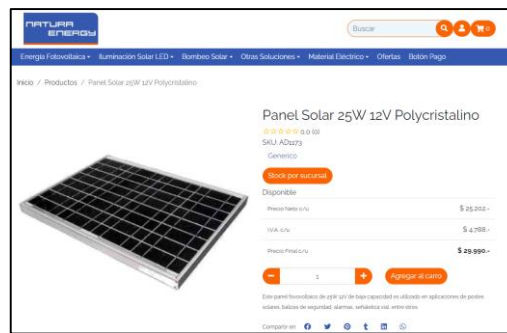 NATURA
ENERGY
Buscar
0
Energía Fotovoltaica Iluminación Solar LED Bombeo Solar Otras Soluciones Material Eléctrico Ofertas Botón Pago
Inicio / Productos / Panel Solar 25W 12V Polycristalino
Panel Solar 25W 12V Polycristalino
0.0 (0)
SKU: AD1173
Generico
Stock por sucursal
Disponible
Precio Neto c/u $ 25.202.-
IVA c/u $ 4.788.-
Precio Final c/u $ 29.990.-
- 1 + Agregar al carro
Este panel fotovoltaico de 25W 12V de baja capacidad es utilizado en aplicaciones de postes
solares, balizas de seguridad, alarmas, señalética vial, entre otros.
Compartir en: